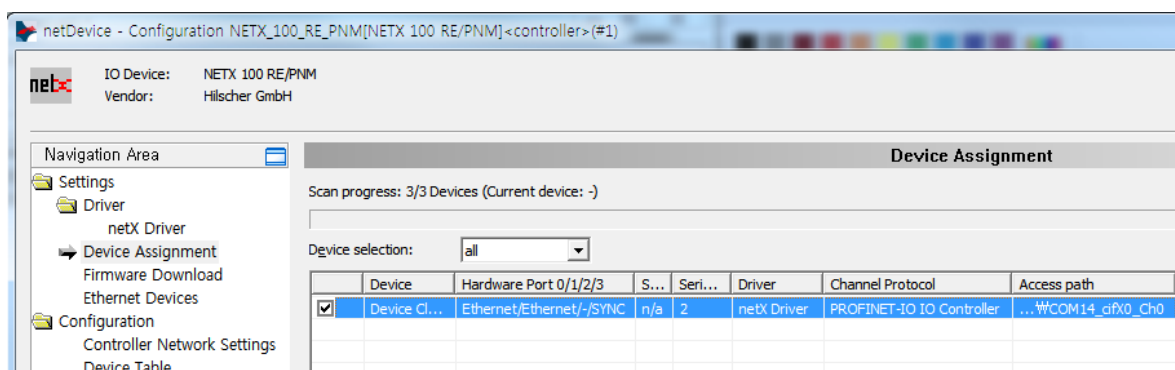 netDevice - Configuration NETX_100_RE_PNM[NETX 100 RE/PNM]<controller>(#1)
netx
IO Device: NETX 100 RE/PNM
Vendor: Hilscher GmbH
Navigation Area
Settings
Driver
netX Driver
Device Assignment
Firmware Download
Ethernet Devices
Configuration
Controller Network Settings
Device Table
Device Assignment
Scan progress: 3/3 Devices (Current device: -)
Device selection: all
Device Hardware Port 0/1/2/3 S... Seri... Driver Channel Protocol Access path
Device Cl... Ethernet/Ethernet/-/SYNC n/a 2 netX Driver PROFINET-IO IO Controller ...₩COM14_cifX0_Ch0